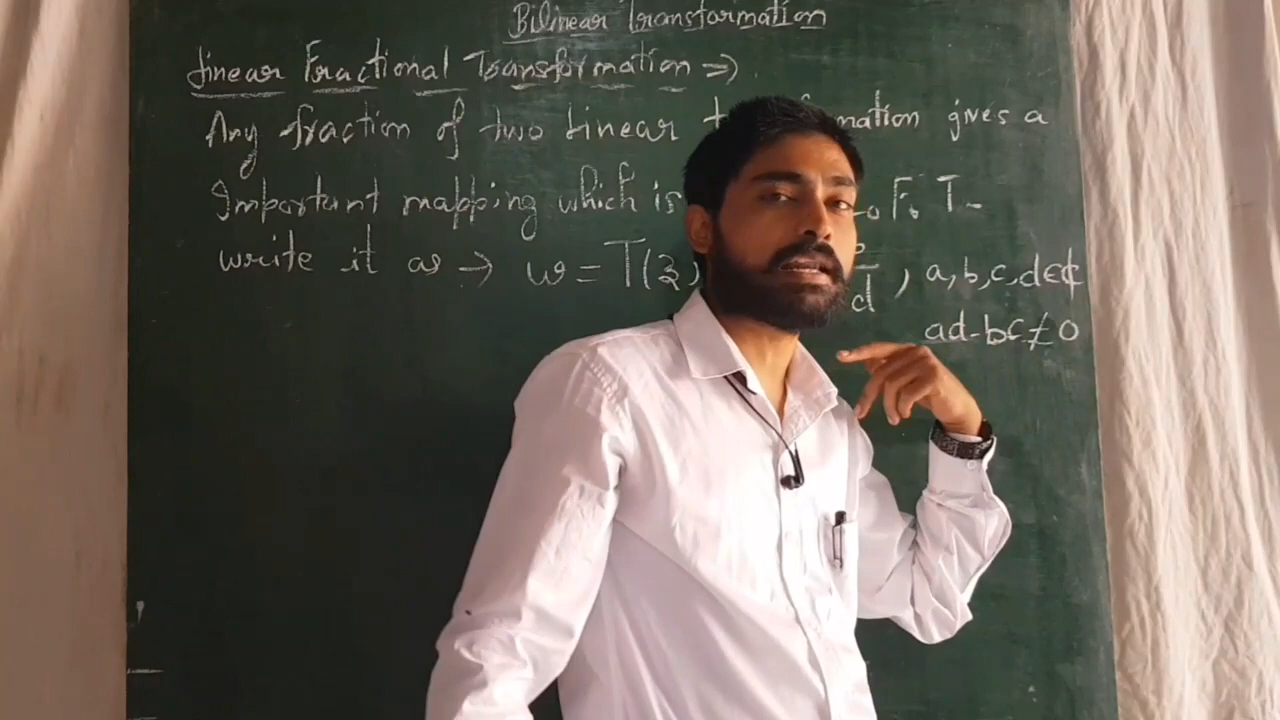 Bilinear Transformation
Linear Fractional Transformation ⇒
Any fraction of two linear mation gives a
Important mapping which is F. T.
write it as → w = T(z) d , a,b,c,d∈₵
ad-bc≠0